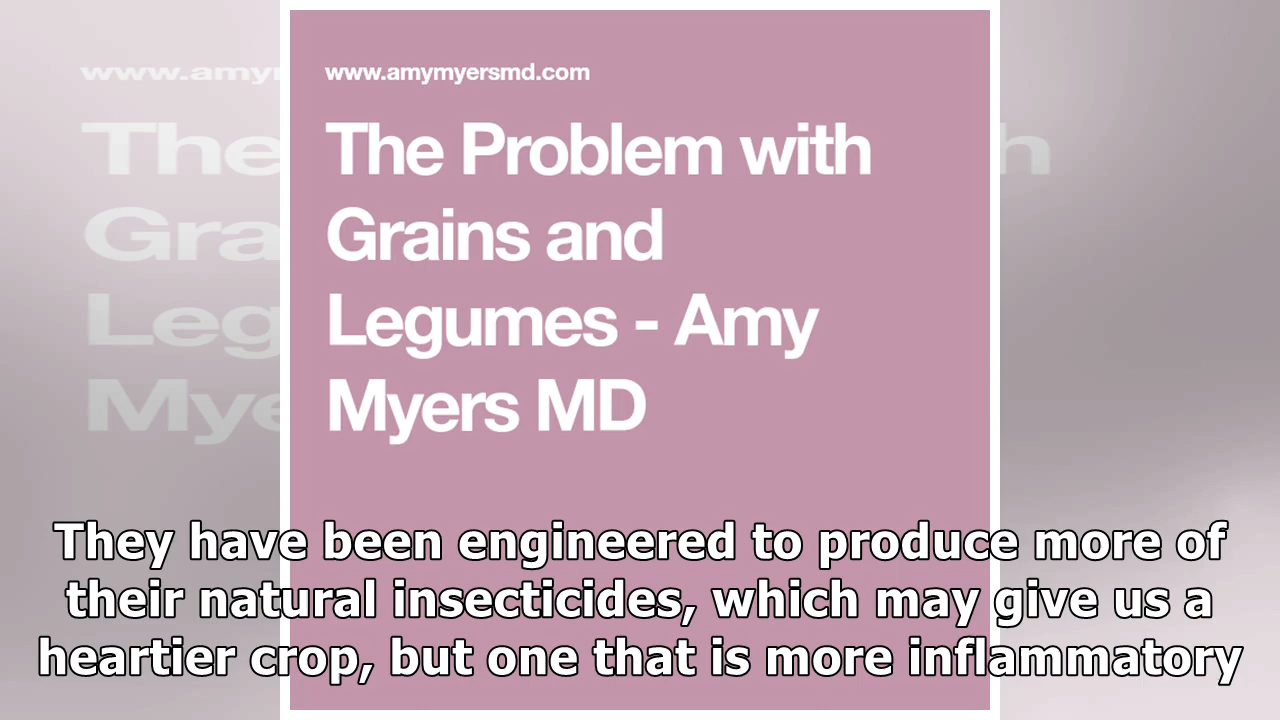 www.amymyersmd.com
The Problem with
Grains and
Legumes - Amy
Myers MD
They have been engineered to produce more of
their natural insecticides, which may give us a
heartier crop, but one that is more inflammatory